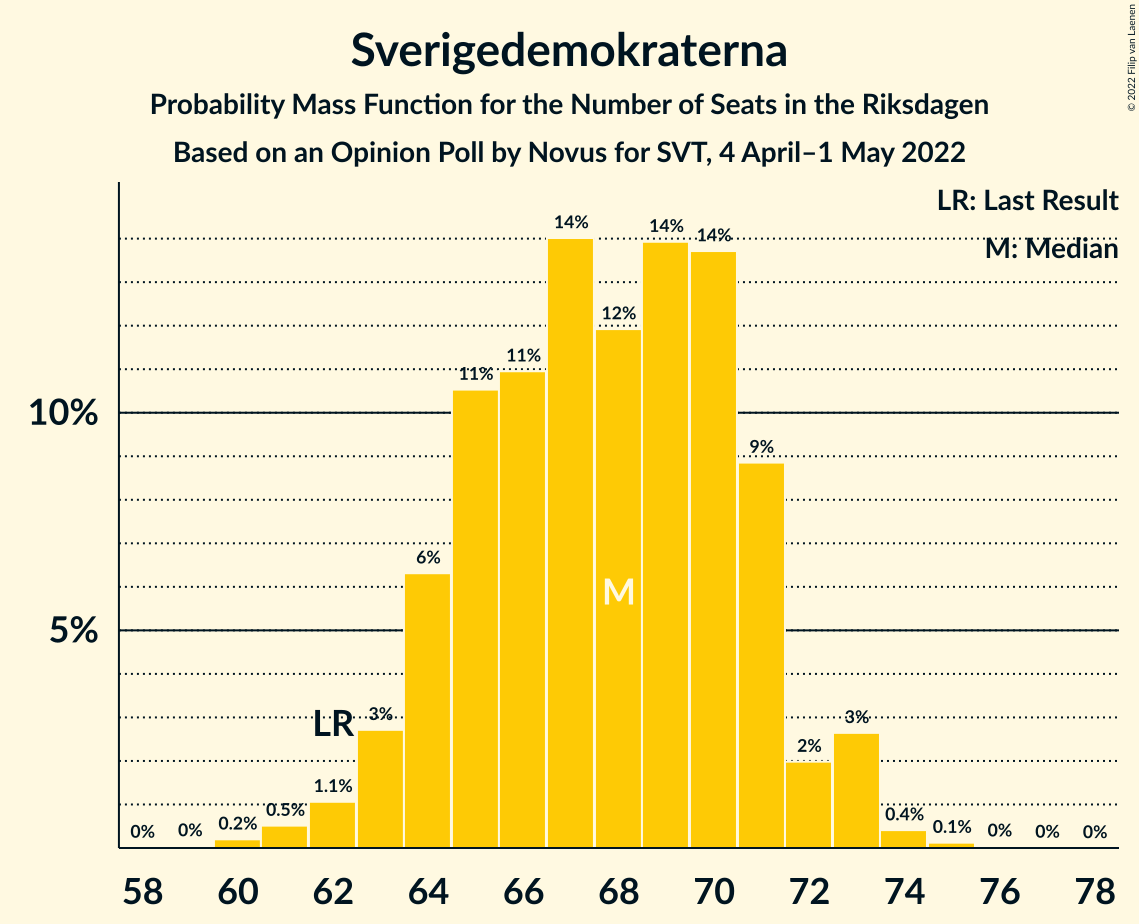 Sverigedemokraterna
Probability Mass Function for the Number of Seats in the Riksdagen
Based on an Opinion Poll by Novus for SVT, 4 April–1 May 2022
© 2022 Filip van Laenen
LR: Last Result
M: Median
10%
5%
0%
0%
0.2%
0.5%
1.1%
LR
3%
6%
11%
11%
14%
12%
M
14%
14%
9%
2%
3%
0.4%
0.1%
0%
0%
0%
58 60 62 64 66 68 70 72 74 76 78